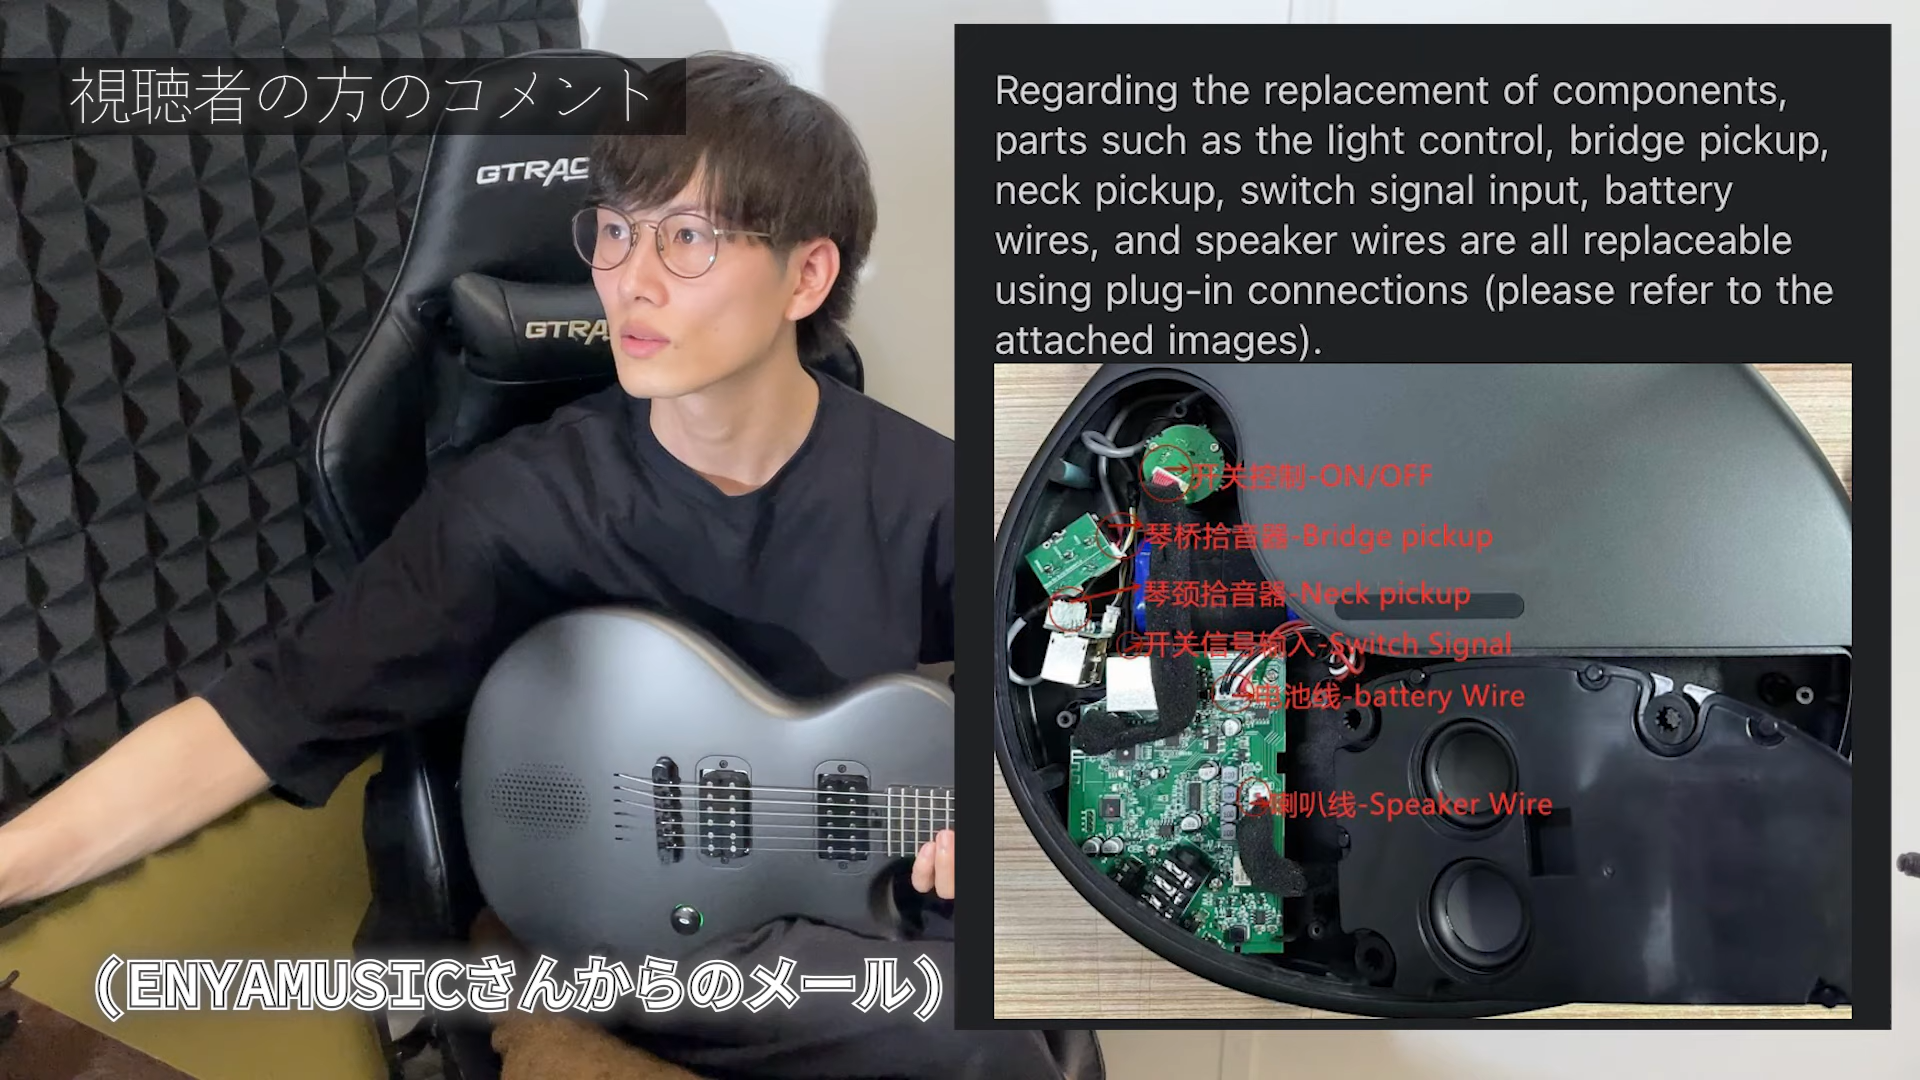 視聴者の方のコメント
GTRAC
GTRA
Regarding the replacement of components,
parts such as the light control, bridge pickup,
neck pickup, switch signal input, battery
wires, and speaker wires are all replaceable
using plug-in connections (please refer to the
attached images).
开关控制-ON/OFF
琴桥拾音器-Bridge pickup
琴颈拾音器-Neck pickup
开关信号输入-Switch Signal
电池线-battery Wire
喇叭线-Speaker Wire
(ENYAMUSICさんからのメール)